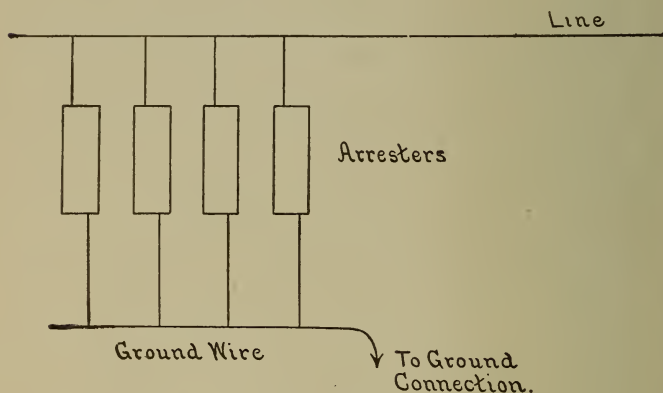 Line
Arresters
Ground Wire
To Ground
Connection.